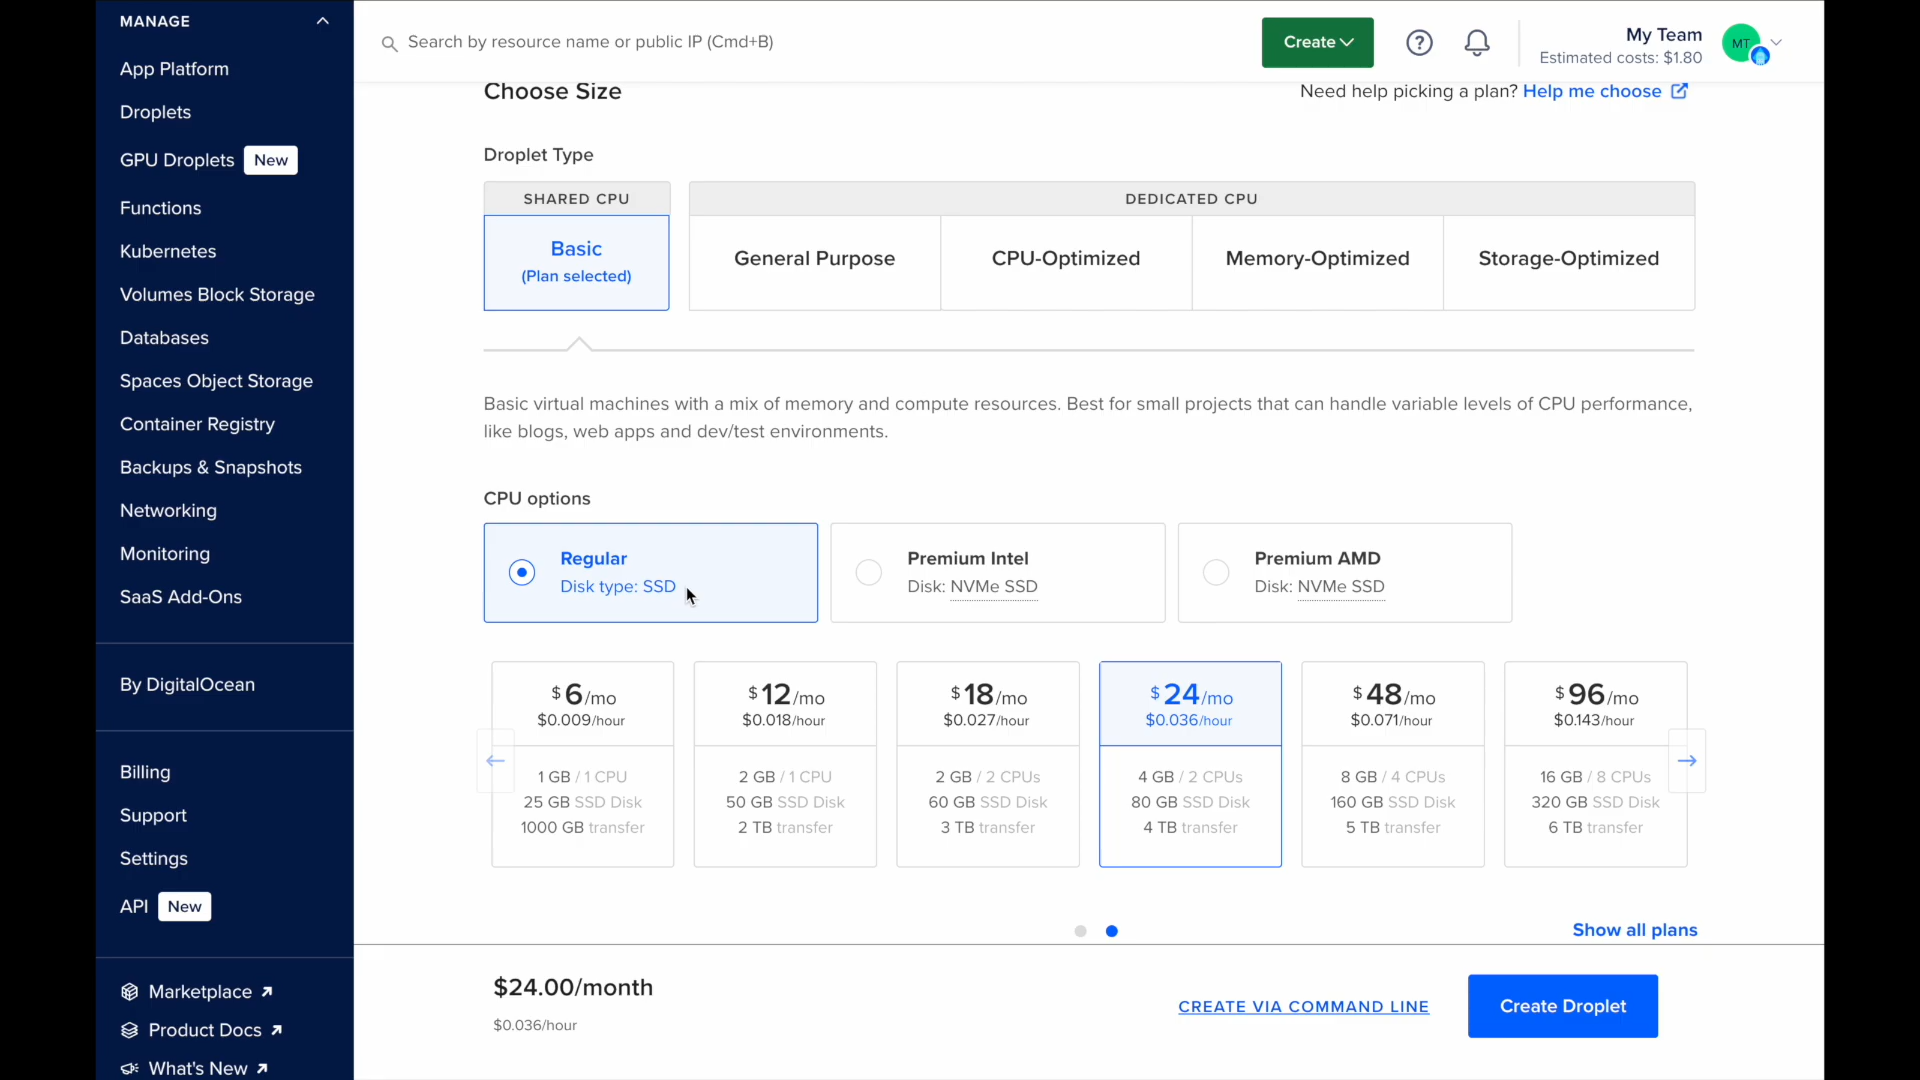 MANAGE
App Platform
Droplets
GPU Droplets New
Functions
Kubernetes
Volumes Block Storage
Databases
Spaces Object Storage
Container Registry
Backups & Snapshots
Networking
Monitoring
SaaS Add-Ons
By DigitalOcean
Billing
Support
Settings
API New
Marketplace
Product Docs
What's New
Search by resource name or public IP (Cmd+B)
Create
My Team
Estimated costs: $1.80
MT
Choose Size
Need help picking a plan? Help me choose
Droplet Type
SHARED CPU
Basic
(Plan selected)
DEDICATED CPU
General Purpose
CPU-Optimized
Memory-Optimized
Storage-Optimized
Basic virtual machines with a mix of memory and compute resources. Best for small projects that can handle variable levels of CPU performance,
like blogs, web apps and dev/test environments.
CPU options
Regular
Disk type: SSD
Premium Intel
Disk: NVMe SSD
Premium AMD
Disk: NVMe SSD
$6/mo
$0.009/hour
1 GB / 1 CPU
25 GB SSD Disk
1000 GB transfer
$12/mo
$0.018/hour
2 GB / 1 CPU
50 GB SSD Disk
2 TB transfer
$18/mo
$0.027/hour
2 GB / 2 CPUs
60 GB SSD Disk
3 TB transfer
$24/mo
$0.036/hour
4 GB / 2 CPUs
80 GB SSD Disk
4 TB transfer
$48/mo
$0.071/hour
8 GB / 4 CPUs
160 GB SSD Disk
5 TB transfer
$96/mo
$0.143/hour
16 GB / 8 CPUs
320 GB SSD Disk
6 TB transfer
Show all plans
$24.00/month
$0.036/hour
CREATE VIA COMMAND LINE
Create Droplet